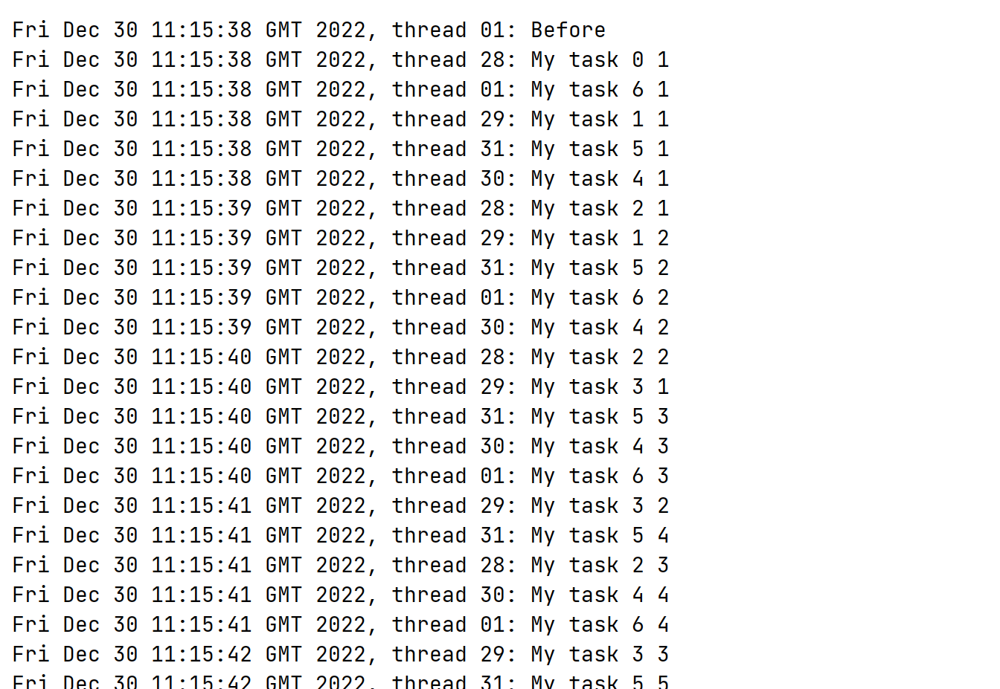 Fri Dec 30 11:15:38 GMT 2022, thread 01: Before
Fri Dec 30 11:15:38 GMT 2022, thread 28: My task 0 1
Fri Dec 30 11:15:38 GMT 2022, thread 01: My task 6 1
Fri Dec 30 11:15:38 GMT 2022, thread 29: My task 1 1
Fri Dec 30 11:15:38 GMT 2022, thread 31: My task 5 1
Fri Dec 30 11:15:38 GMT 2022, thread 30: My task 4 1
Fri Dec 30 11:15:39 GMT 2022, thread 28: My task 2 1
Fri Dec 30 11:15:39 GMT 2022, thread 29: My task 1 2
Fri Dec 30 11:15:39 GMT 2022, thread 31: My task 5 2
Fri Dec 30 11:15:39 GMT 2022, thread 01: My task 6 2
Fri Dec 30 11:15:39 GMT 2022, thread 30: My task 4 2
Fri Dec 30 11:15:40 GMT 2022, thread 28: My task 2 2
Fri Dec 30 11:15:40 GMT 2022, thread 29: My task 3 1
Fri Dec 30 11:15:40 GMT 2022, thread 31: My task 5 3
Fri Dec 30 11:15:40 GMT 2022, thread 30: My task 4 3
Fri Dec 30 11:15:40 GMT 2022, thread 01: My task 6 3
Fri Dec 30 11:15:41 GMT 2022, thread 29: My task 3 2
Fri Dec 30 11:15:41 GMT 2022, thread 31: My task 5 4
Fri Dec 30 11:15:41 GMT 2022, thread 28: My task 2 3
Fri Dec 30 11:15:41 GMT 2022, thread 30: My task 4 4
Fri Dec 30 11:15:41 GMT 2022, thread 01: My task 6 4
Fri Dec 30 11:15:42 GMT 2022, thread 29: My task 3 3
Fri Dec 30 11:15:42 GMT 2022, thread 31: My task 5 5